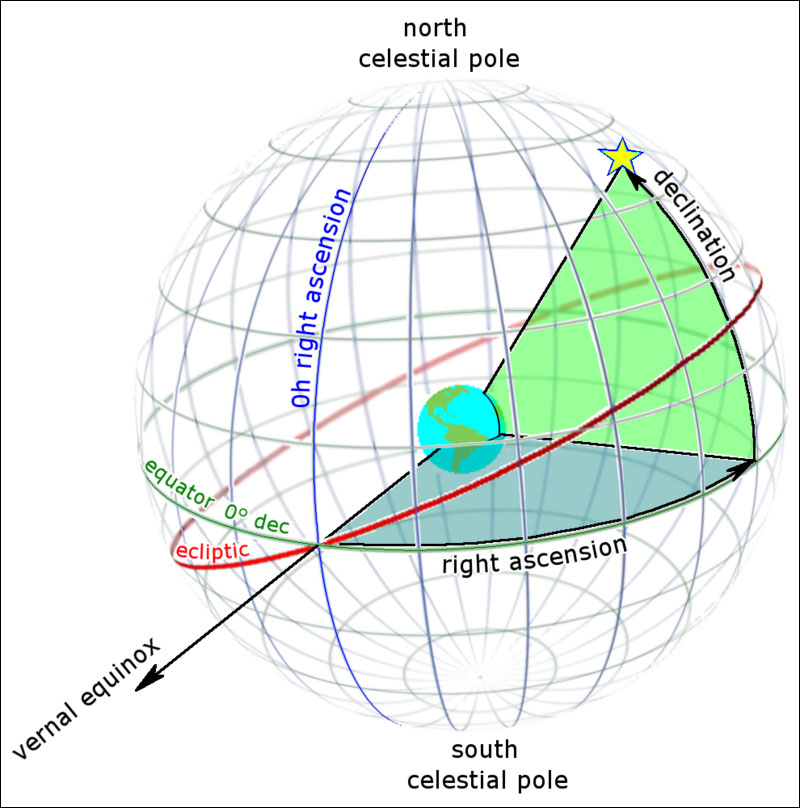 north
celestial pole
declination
0h right ascension
equator 0° dec
ecliptic
right ascension
vernal equinox
south
celestial pole